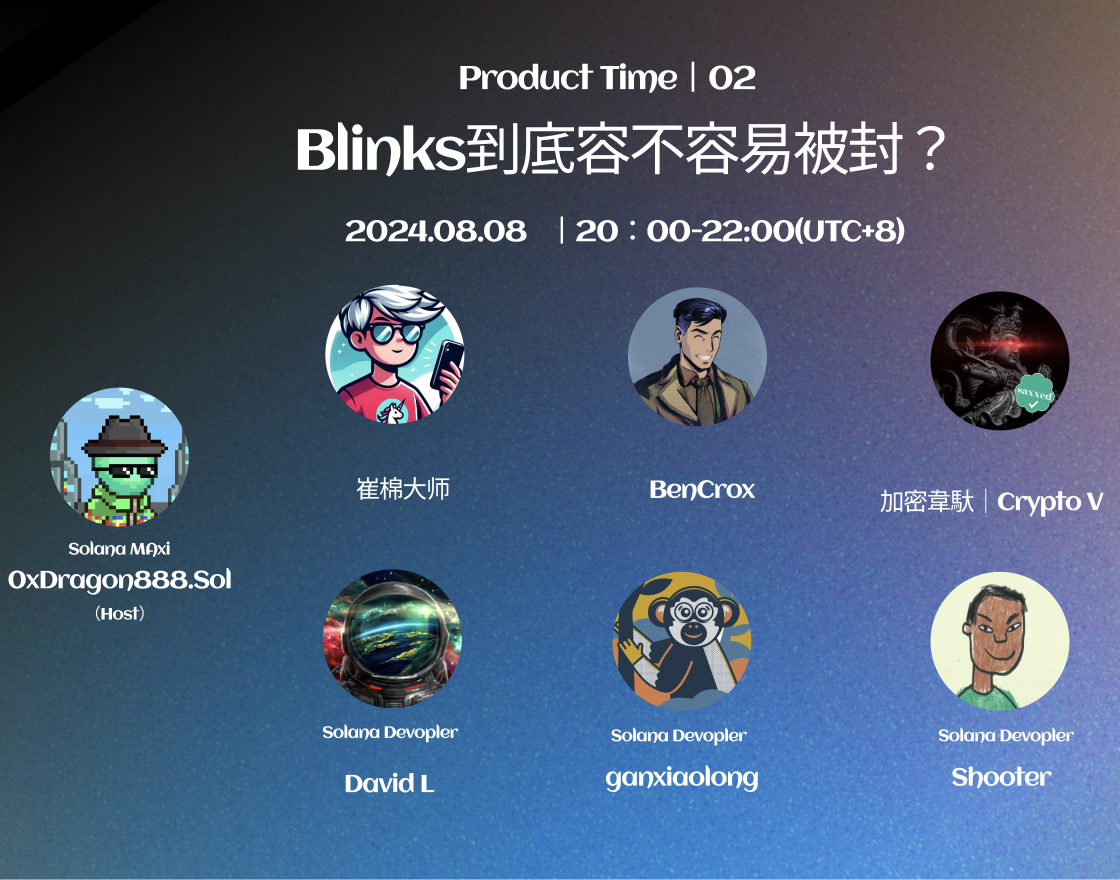 Product Time｜02
Blinks到底容不容易被封？
2024.08.08 ｜20：00-22:00(UTC+8)
saxxed
崔棉大师
BenCrox
加密韋馱｜Crypto V
Solana MAxi
0xDragon888.Sol
（Host）
Solana Devopler
David L
Solana Devopler
ganxiaolong
Solana Devopler
Shooter